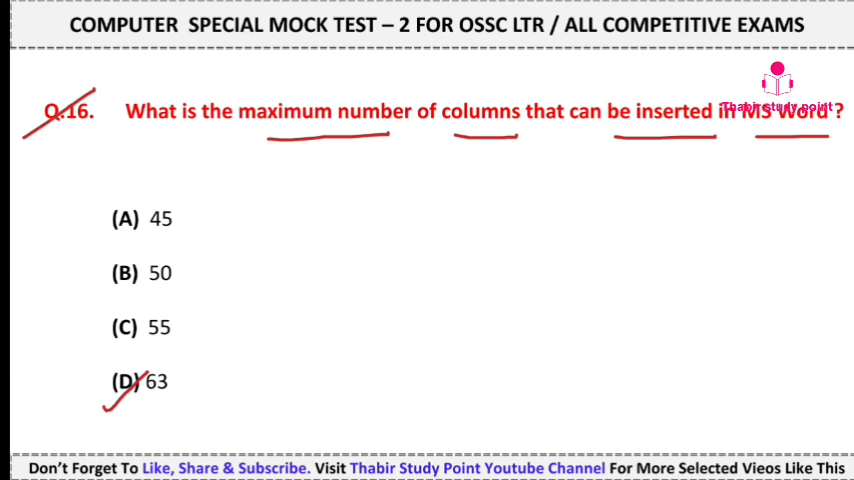 COMPUTER SPECIAL MOCK TEST – 2 FOR OSSC LTR / ALL COMPETITIVE EXAMS
Thabir study point
Q.16. What is the maximum number of columns that can be inserted in MS Word ?
(A) 45
(B) 50
(C) 55
(D) 63
Don't Forget To Like, Share & Subscribe. Visit Thabir Study Point Youtube Channel For More Selected Vieos Like This